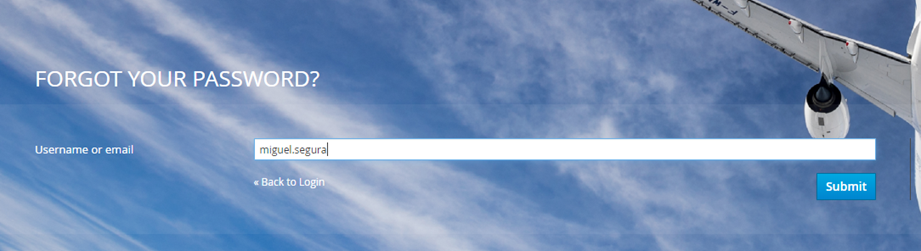 FORGOT YOUR PASSWORD?
Username or email miguel.segura
« Back to Login Submit